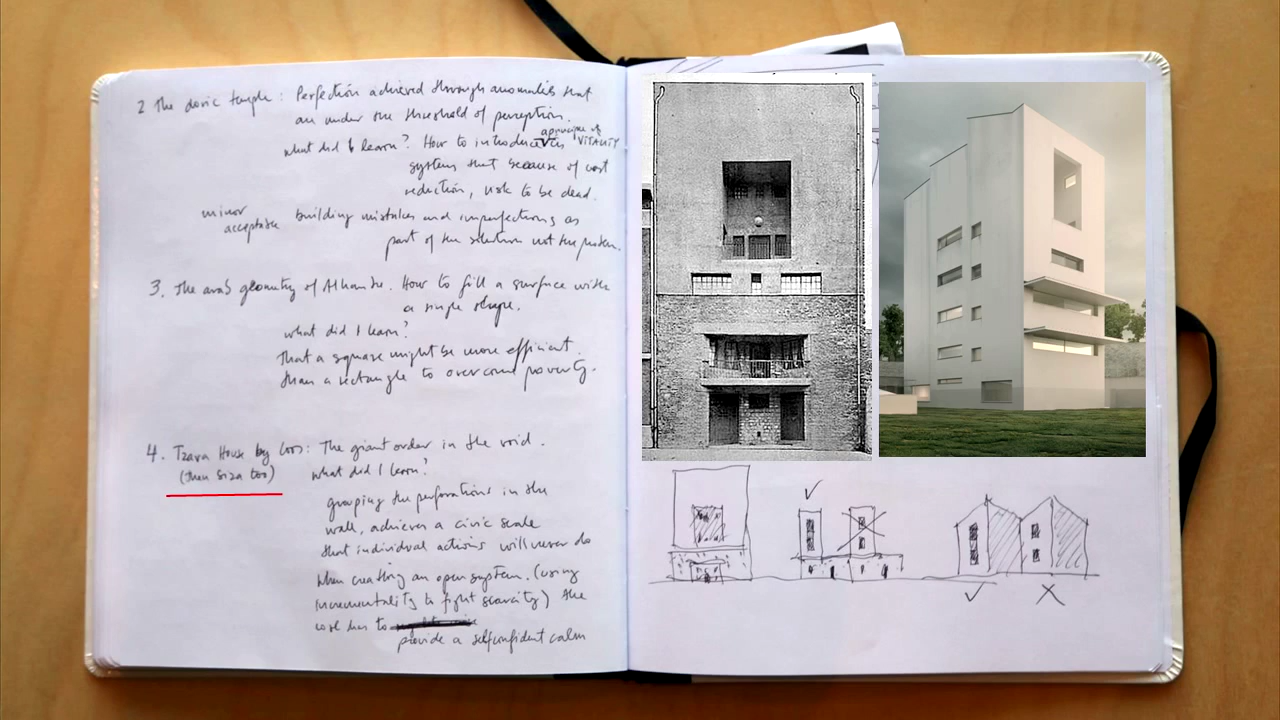 2 The doric temple : Perfection achieved through anomalies that
are under the threshold of perception.
a principle of
what did I learn? How to introduce VITALITY in
system that because of cost
reduction, risk to be dead.
minor
acceptable building mistakes and imperfections as
part of the solution not the problem.
3. The arab geometry of Alhambra. How to fill a surface with
a single shape.
what did I learn?
That a square might be more efficient
than a rectangle to overcome poverty.
4. Tzara House by Loos: The giant order in the void.
(then Siza too) what did I learn?
grouping the perforations in the
wall, achieves a civic scale
that individual actions will never do
When creating an open system, (using
incrementality to fight scarcity) the
has to
provide a selfconfident calm